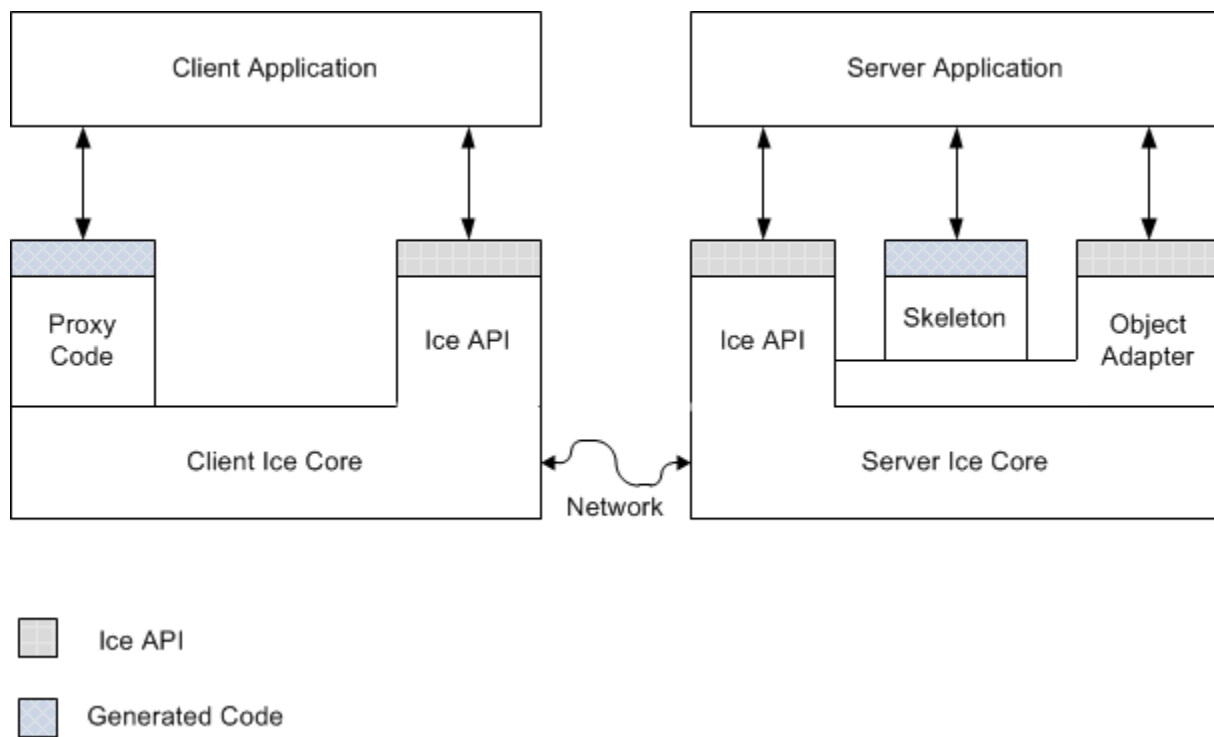 Client Application
Server Application
Proxy
Code
Ice API
Ice API
Skeleton
Object
Adapter
Client Ice Core
Server Ice Core
Network
Ice API
Generated Code